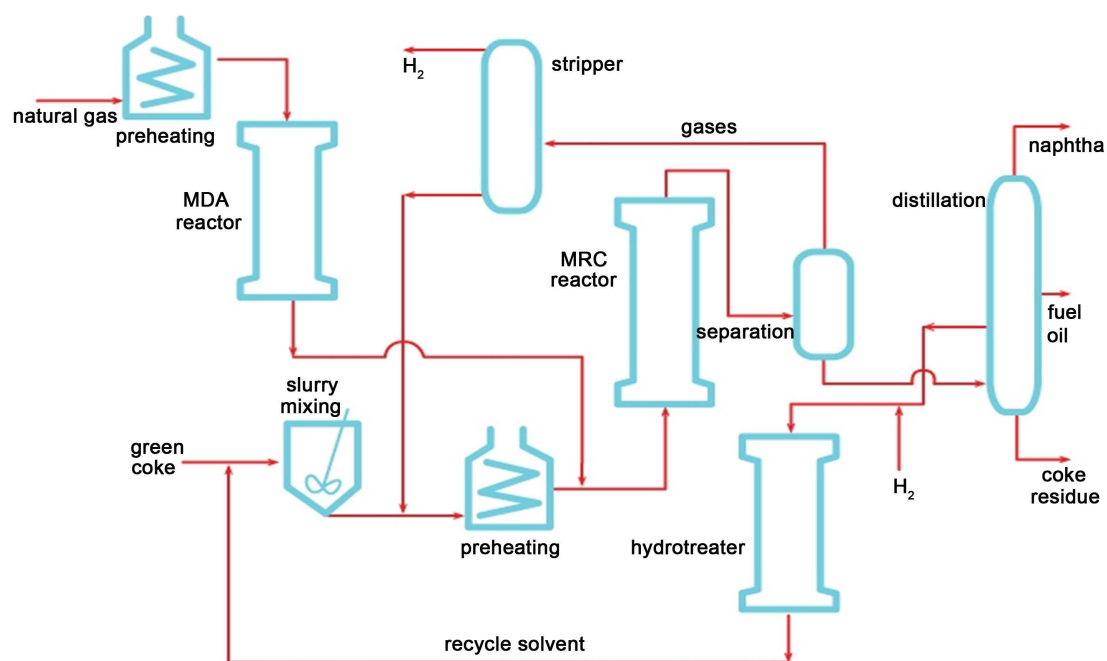 natural gas
preheating
MDA
reactor
H2
stripper
gases
MRC
reactor
separation
distillation
naphtha
fuel
oil
slurry
mixing
green
coke
preheating
hydrotreater
H2
coke
residue
recycle solvent